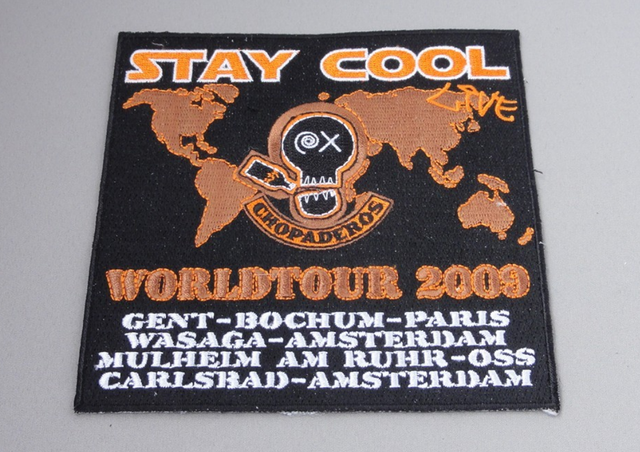 STAY COOL
LIVE
CHOPADEROS
WORLDTOUR 2009
GENT-BOCHUM-PARIS
WASAGA-AMSTERDAM
MULHEIM AM RUHR-OSS
CARLSBAD-AMSTERDAM